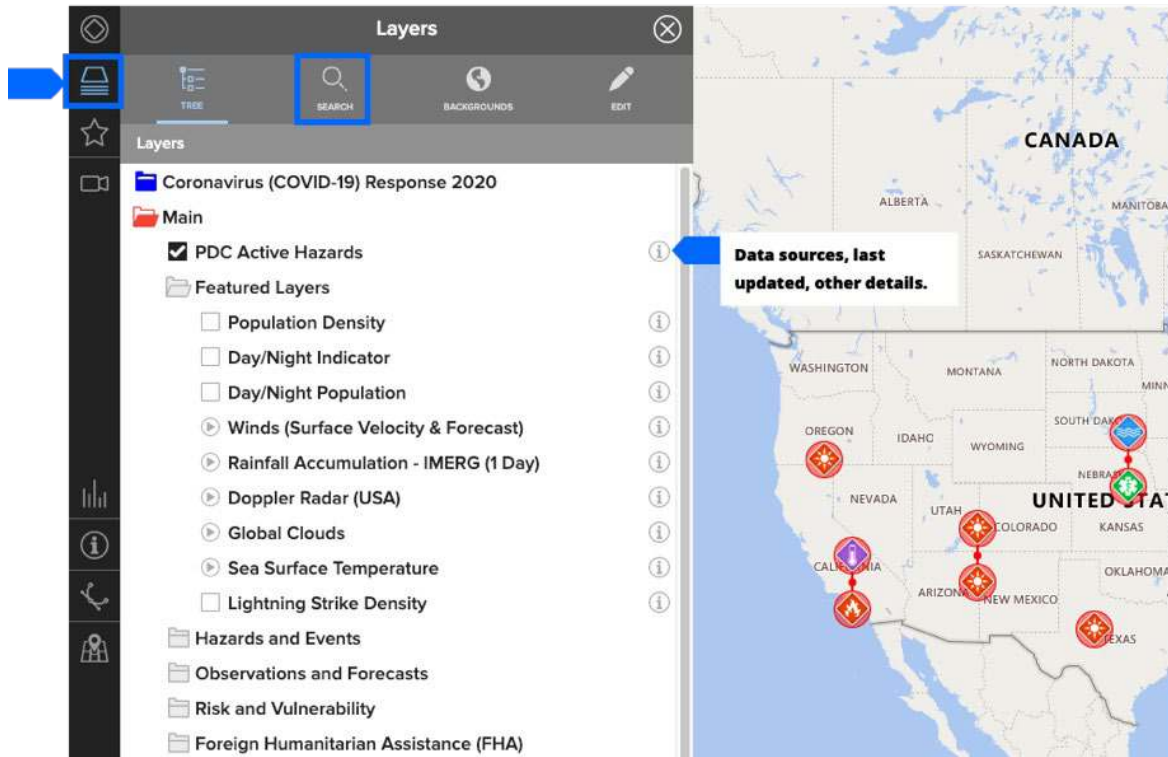 Layers
TREE
SEARCH
BACKGROUNDS
EDIT
Layers
Coronavirus (COVID-19) Response 2020
Main
PDC Active Hazards
Featured Layers
Population Density
Day/Night Indicator
Day/Night Population
Winds (Surface Velocity & Forecast)
Rainfall Accumulation - IMERG (1 Day)
Doppler Radar (USA)
Global Clouds
Sea Surface Temperature
Lightning Strike Density
Hazards and Events
Observations and Forecasts
Risk and Vulnerability
Foreign Humanitarian Assistance (FHA)
Data sources, last
updated, other details.
CANADA
ALBERTA
MANITOBA
SASKATCHEWAN
WASHINGTON
MONTANA
NORTH DAKOTA
MINN
OREGON
IDAHO
WYOMING
SOUTH DAK
NEBRAS
NEVADA
UTAH
UNITED STA
COLORADO
KANSAS
CALIFORNIA
ARIZONA
NEW MEXICO
OKLAHOMA
TEXAS